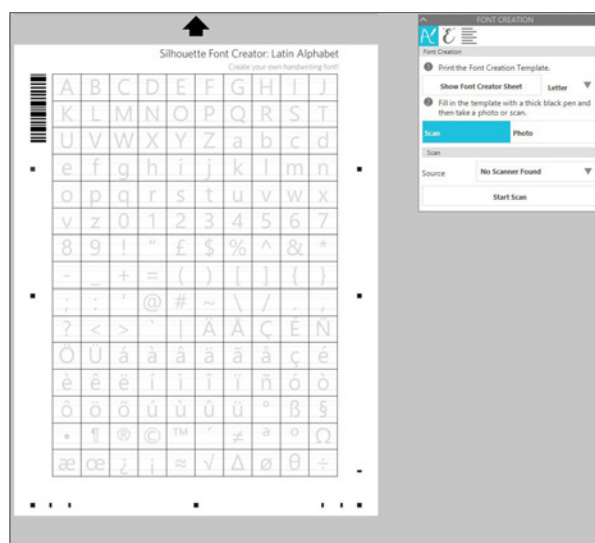 Silhouette Font Creator: Latin Alphabet
Create your own handwriting font!
A B C D E F G H I J
K L M N O P Q R S T
U V W X Y Z a b c d
e f g h i j k l m n
o p q r s t u v w x
v z 0 1 2 3 4 5 6 7
8 9 ! " £ $ % ^ & *
- _ + = ( ) [ ] { }
; : ' @ # ~ \ / . ,
? < > ` | Ä Å Ç É Ñ
Ö Ü á à â ä ã å ç é
è ê ë í ì î ï ñ ó ò
ô ö õ ú ù û ü ° ß §
• ¶ ® © ™ ´ ≠ ª º Ω
æ œ ¿ ¡ ≈ √ Δ ø θ ÷
FONT CREATION
Font Creation
1 Print the Font Creation Template.
Show Font Creator Sheet Letter
2 Fill in the template with a thick black pen and
then take a photo or scan.
Scan Photo
Scan
Source No Scanner Found
Start Scan